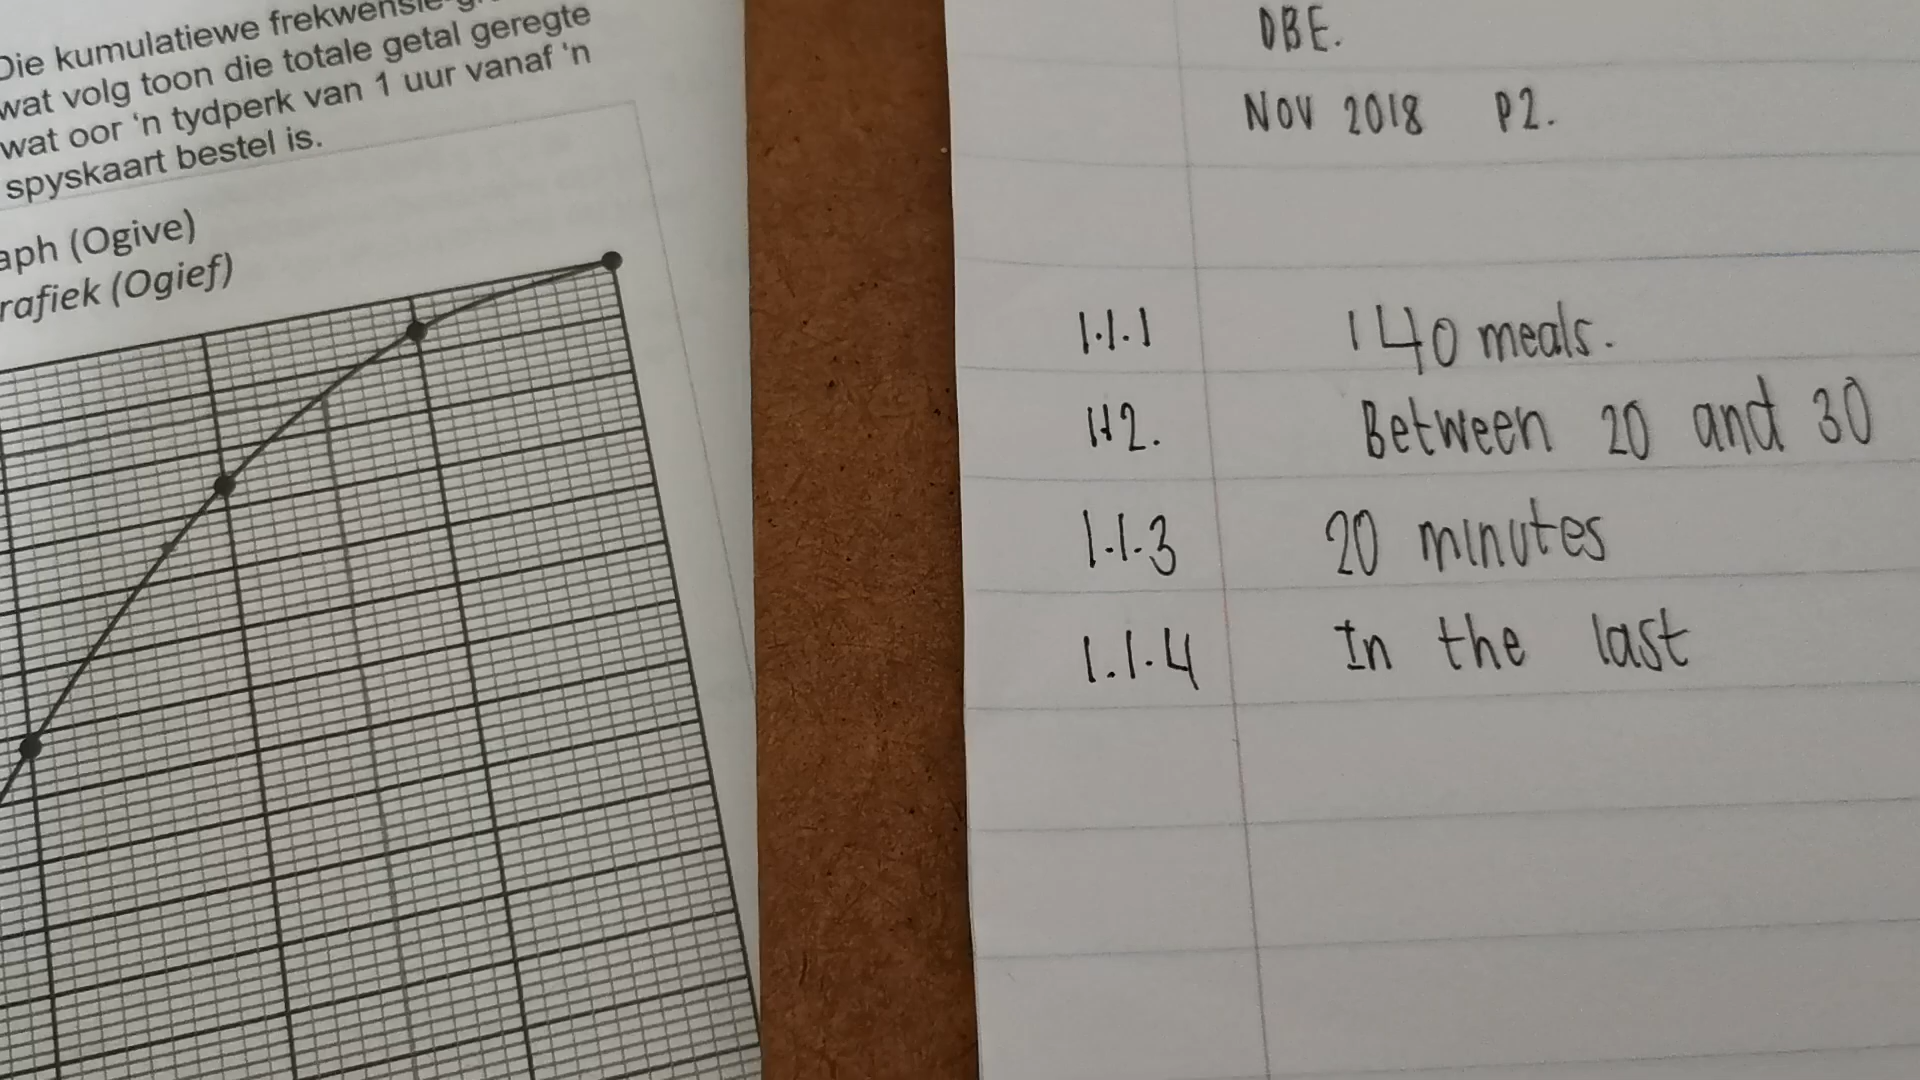 Die kumulatiewe frekwensie-
wat volg toon die totale getal geregte
wat oor 'n tydperk van 1 uur vanaf 'n
spyskaart bestel is.
aph (Ogive)
rafiek (Ogief)
DBE.
NOV 2018 P2.
1.1.1 140 meals.
1.1.2. Between 20 and 30
1.1.3 20 minutes
1.1.4 In the last